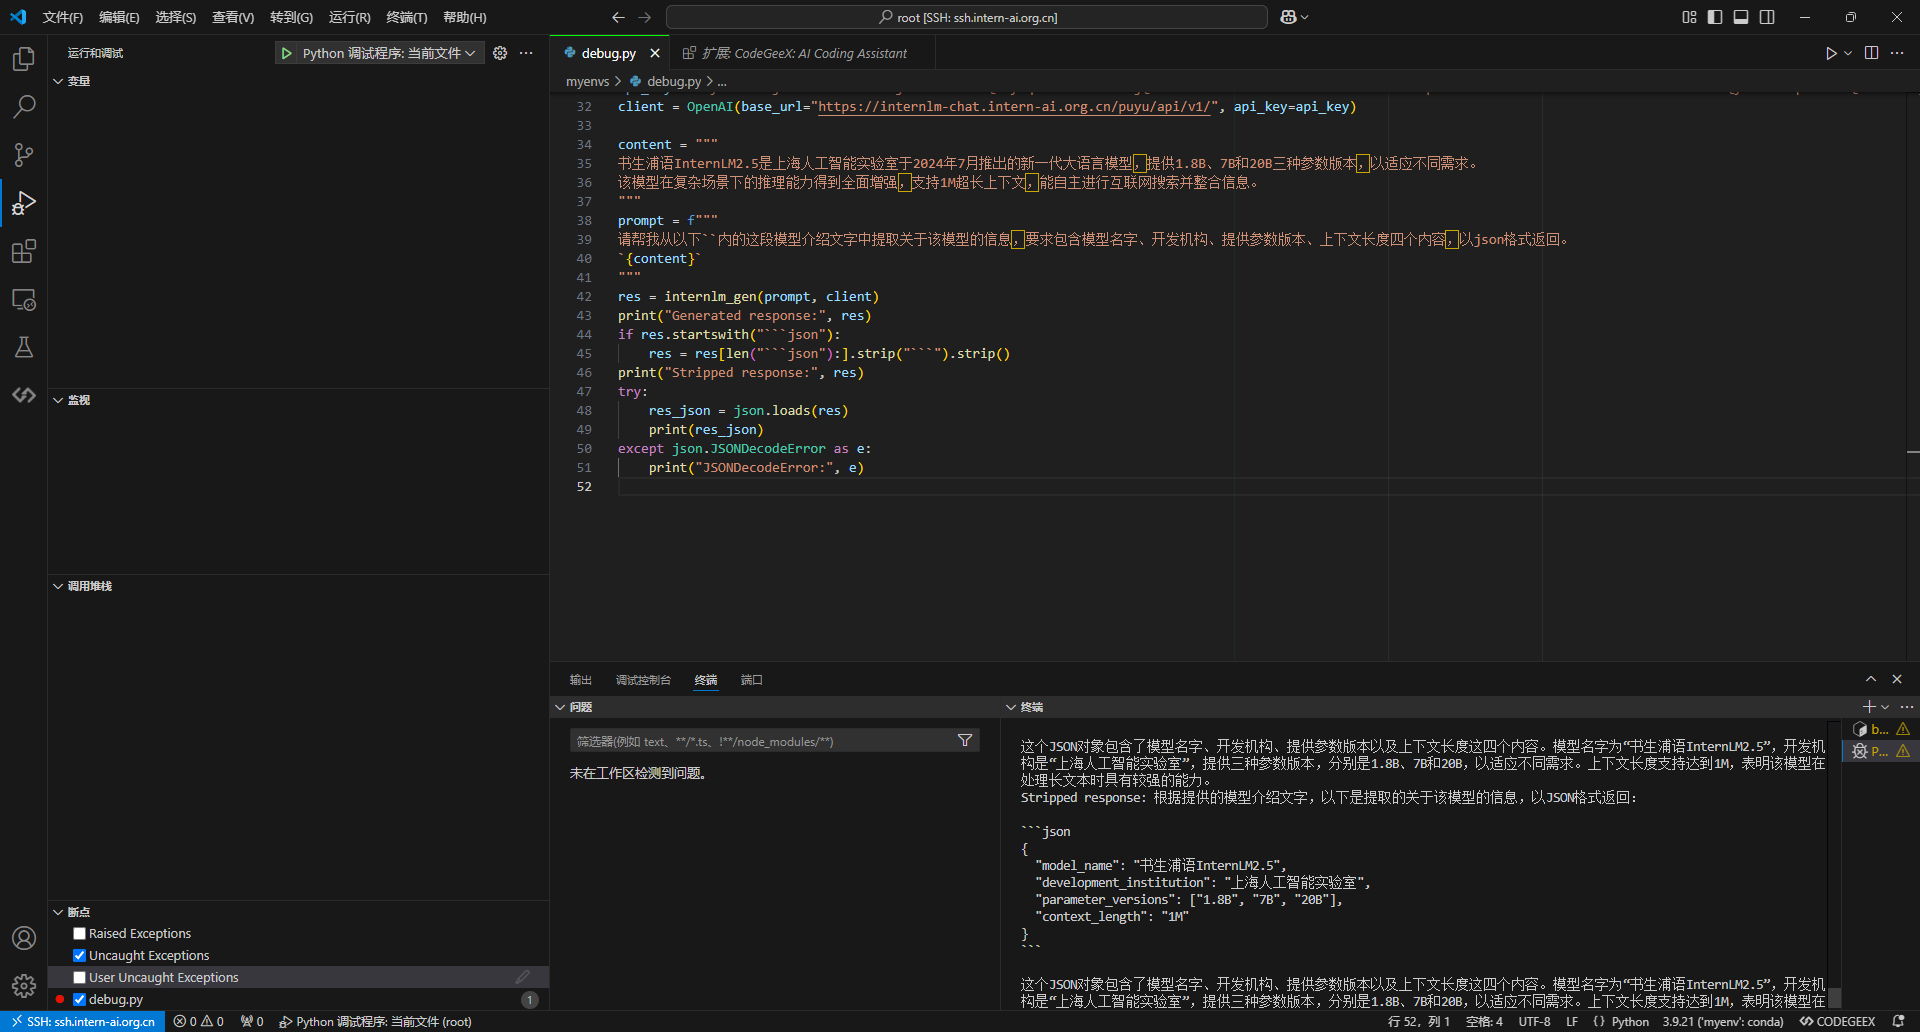 文件(F) 编辑(E) 选择(S) 查看(V) 转到(G) 运行(R) 终端(T) 帮助(H)
root [SSH: ssh.intern-ai.org.cn]
运行和调试
Python 调试程序: 当前文件
变量
监视
调用堆栈
断点
Raised Exceptions
Uncaught Exceptions
User Uncaught Exceptions
debug.py
1
debug.py
扩展: CodeGeeX: AI Coding Assistant
myenvs > debug.py > ...
32 client = OpenAI(base_url="https://internlm-chat.intern-ai.org.cn/puyu/api/v1/", api_key=api_key)
33
34 content = """
35 书生浦语InternLM2.5是上海人工智能实验室于2024年7月推出的新一代大语言模型，提供1.8B、7B和20B三种参数版本，以适应不同需求。
36 该模型在复杂场景下的推理能力得到全面增强，支持1M超长上下文，能自主进行互联网搜索并整合信息。
37 """
38 prompt = f"""
39 请帮我从以下``内的这段模型介绍文字中提取关于该模型的信息，要求包含模型名字、开发机构、提供参数版本、上下文长度四个内容，以json格式返回。
40 `{content}`
41 """
42 res = internlm_gen(prompt, client)
43 print("Generated response:", res)
44 if res.startswith("```json"):
45 res = res[len("```json"):].strip("```").strip()
46 print("Stripped response:", res)
47 try:
48 res_json = json.loads(res)
49 print(res_json)
50 except json.JSONDecodeError as e:
51 print("JSONDecodeError:", e)
52
输出 调试控制台 终端 端口
问题
筛选器(例如 text、**/*.ts、!**/node_modules/**)
未在工作区检测到问题。
终端
这个JSON对象包含了模型名字、开发机构、提供参数版本以及上下文长度这四个内容。模型名字为“书生浦语InternLM2.5”，开发机
构是“上海人工智能实验室”，提供三种参数版本，分别是1.8B、7B和20B，以适应不同需求。上下文长度支持达到1M，表明该模型在
处理长文本时具有较强的能力。
Stripped response: 根据提供的模型介绍文字，以下是提取的关于该模型的信息，以JSON格式返回：
```json
{
"model_name": "书生浦语InternLM2.5",
"development_institution": "上海人工智能实验室",
"parameter_versions": ["1.8B", "7B", "20B"],
"context_length": "1M"
}
```
这个JSON对象包含了模型名字、开发机构、提供参数版本以及上下文长度这四个内容。模型名字为“书生浦语InternLM2.5”，开发机
构是“上海人工智能实验室”，提供三种参数版本，分别是1.8B、7B和20B，以适应不同需求。上下文长度支持达到1M，表明该模型在
b...
P...
SSH: ssh.intern-ai.org.cn 0 0 0 Python 调试程序: 当前文件 (root)
行 52，列 1 空格: 4 UTF-8 LF { } Python 3.9.21 ('myenv': conda) CODEGEEX